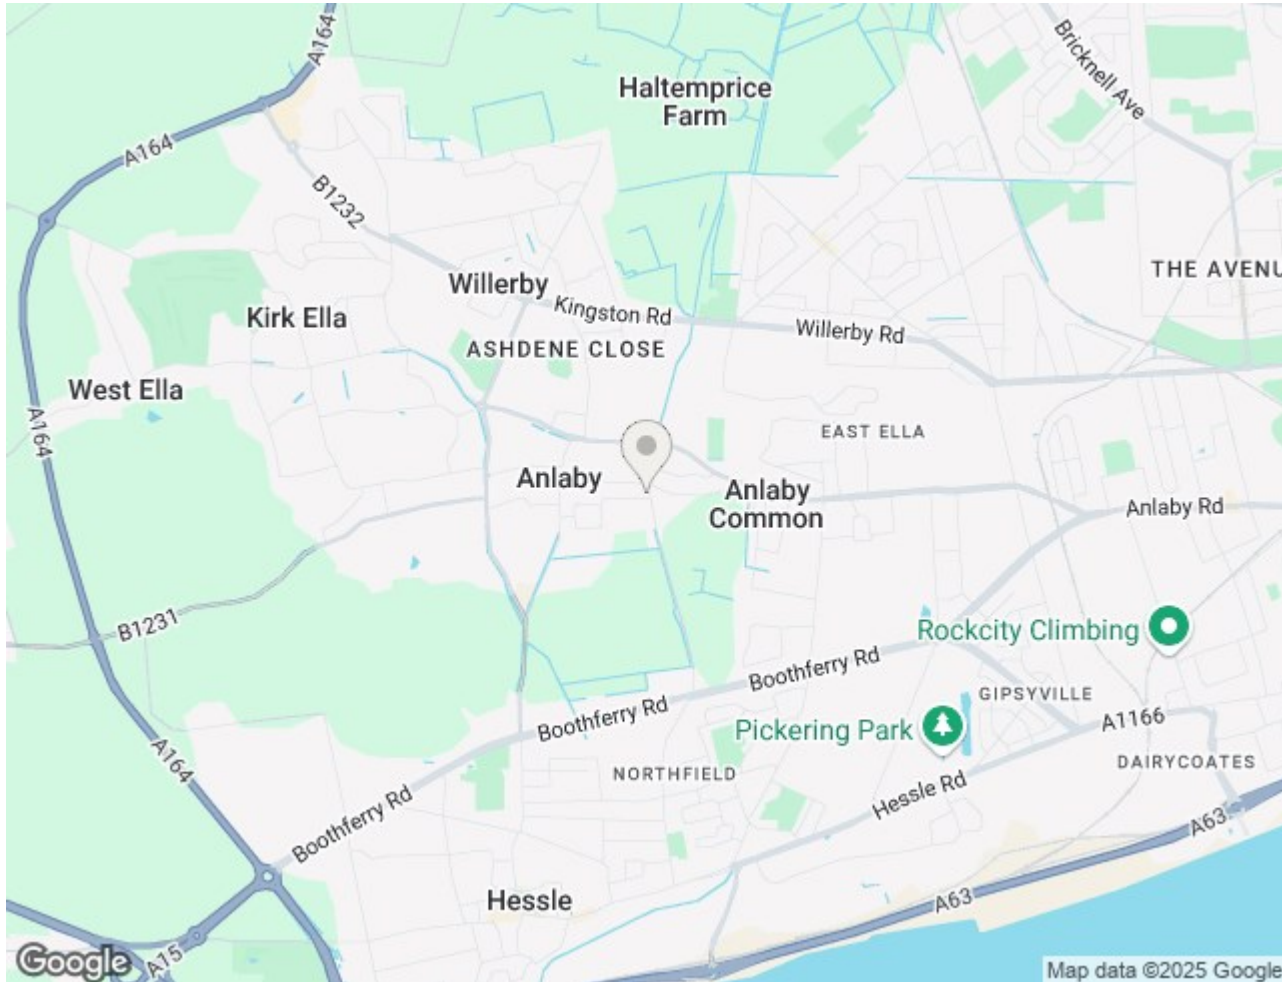 A164
Bricknell Ave
Haltemprice
Farm
A164
B1232
THE AVENU
Willerby
Kingston Rd
Kirk Ella
Willerby Rd
ASHDENE CLOSE
West Ella
A164
EAST ELLA
Anlaby
Anlaby
Common
Anlaby Rd
B1231
Rockcity Climbing
Boothferry Rd
GIPSYVILLE
Boothferry Rd
A1166
Pickering Park
A164
NORTHFIELD
DAIRYCOATES
Hessle Rd
Boothferry Rd
A63
Hessle
A63
A15
Google
Map data ©2025 Google